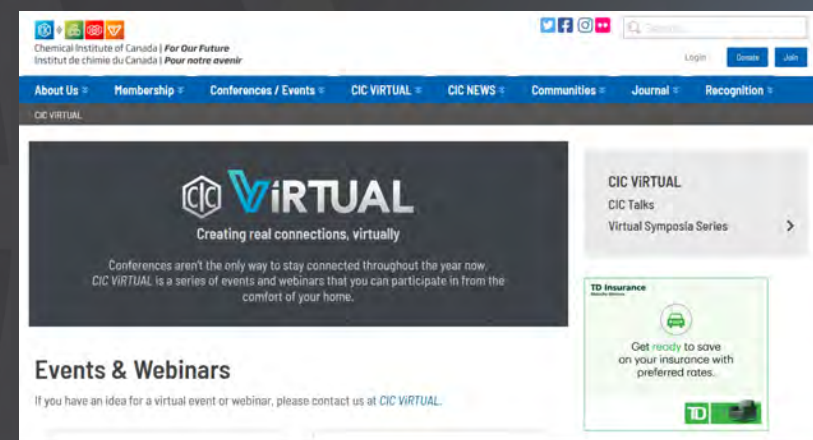 Chemical Institute of Canada | For Our Future
Institut de chimie du Canada | Pour notre avenir
Search...
Login
Donate
Join
About Us
Membership
Conferences / Events
CIC ViRTUAL
CIC NEWS
Communities
Journal
Recognition
CIC ViRTUAL
CIC ViRTUAL
Creating real connections, virtually
Conferences aren't the only way to stay connected throughout the year now.
CIC ViRTUAL is a series of events and webinars that you can participate in from the
comfort of your home.
CIC ViRTUAL
CIC Talks
Virtual Symposia Series
TD Insurance
Get ready to save
on your insurance with
preferred rates.
TD
Events & Webinars
If you have an idea for a virtual event or webinar, please contact us at CIC ViRTUAL.